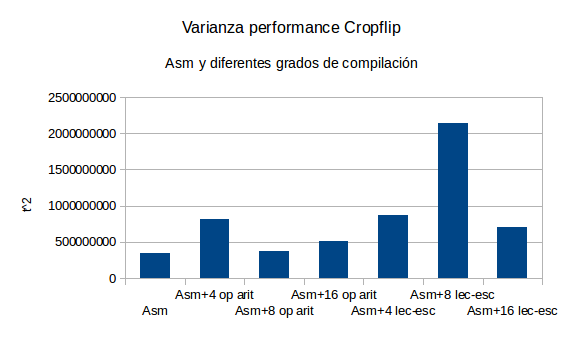 Varianza performance Cropflip
Asm y diferentes grados de compilación
2500000000
2000000000
1500000000
1000000000
500000000
0
t^2
Asm
Asm+4 op arit
Asm+8 op arit
Asm+16 op arit
Asm+4 lec-esc
Asm+8 lec-esc
Asm+16 lec-esc